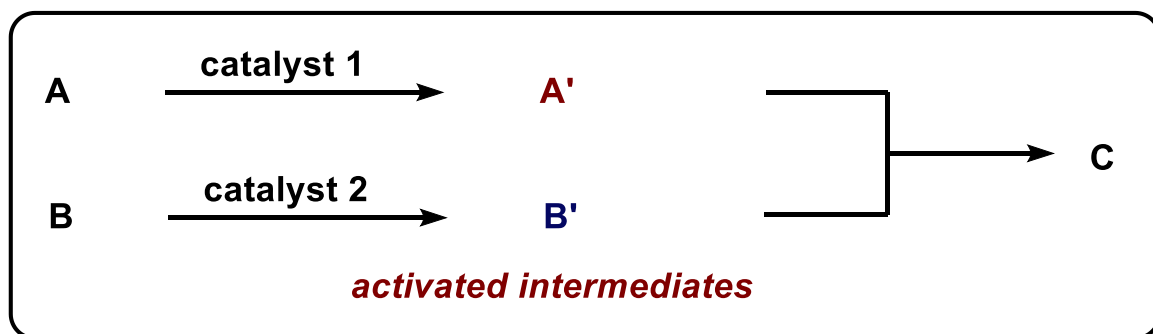 catalyst 1
A A' C
catalyst 2
B B'
activated intermediates